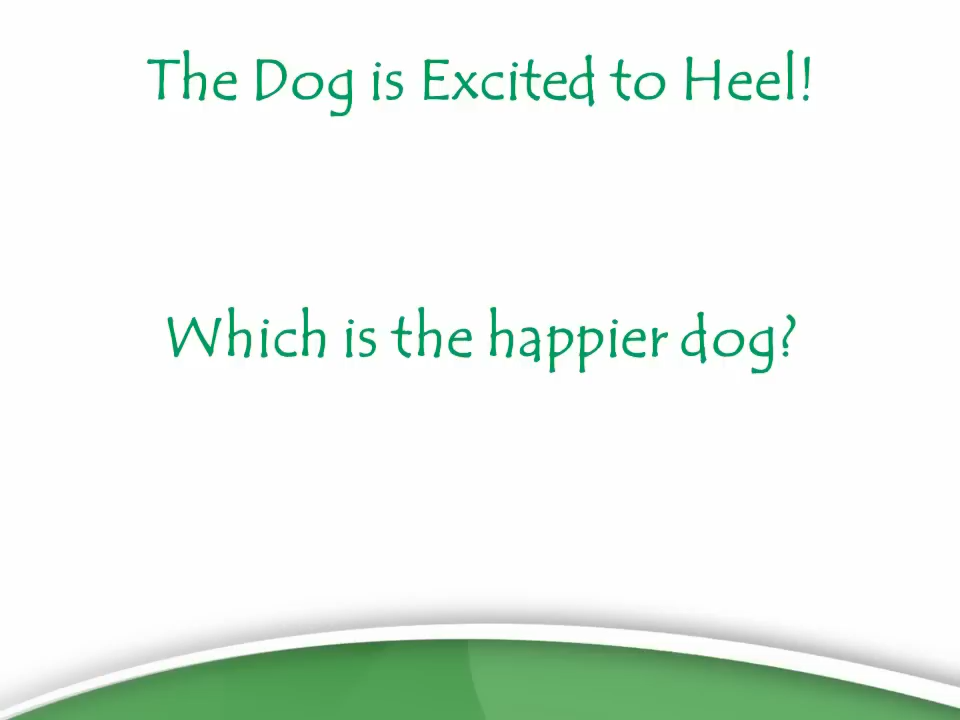 The Dog is Excited to Heel!
Which is the happier dog?